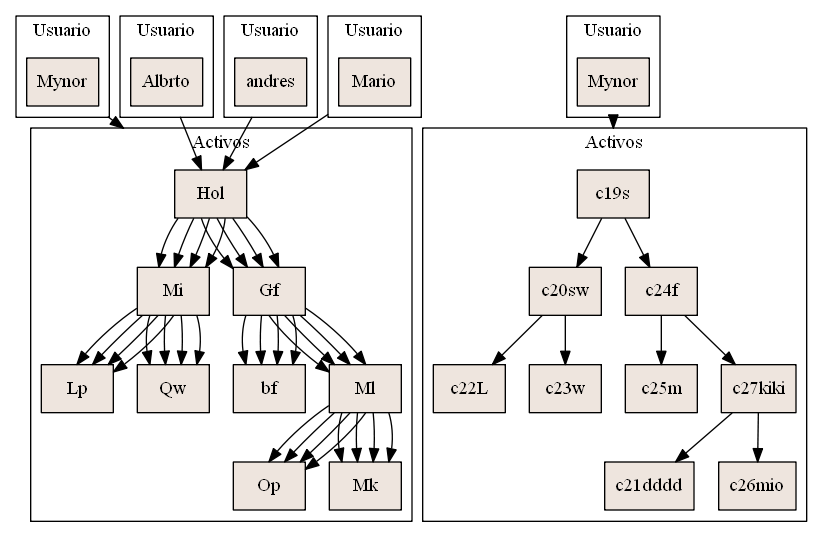 Usuario
Usuario
Usuario
Usuario
Usuario
Mynor
Albrto
andres
Mario
Mynor
Activos
Activos
Hol
c19s
Mi
Gf
c20sw
c24f
Lp
Qw
bf
Ml
c22L
c23w
c25m
c27kiki
Op
Mk
c21dddd
c26mio